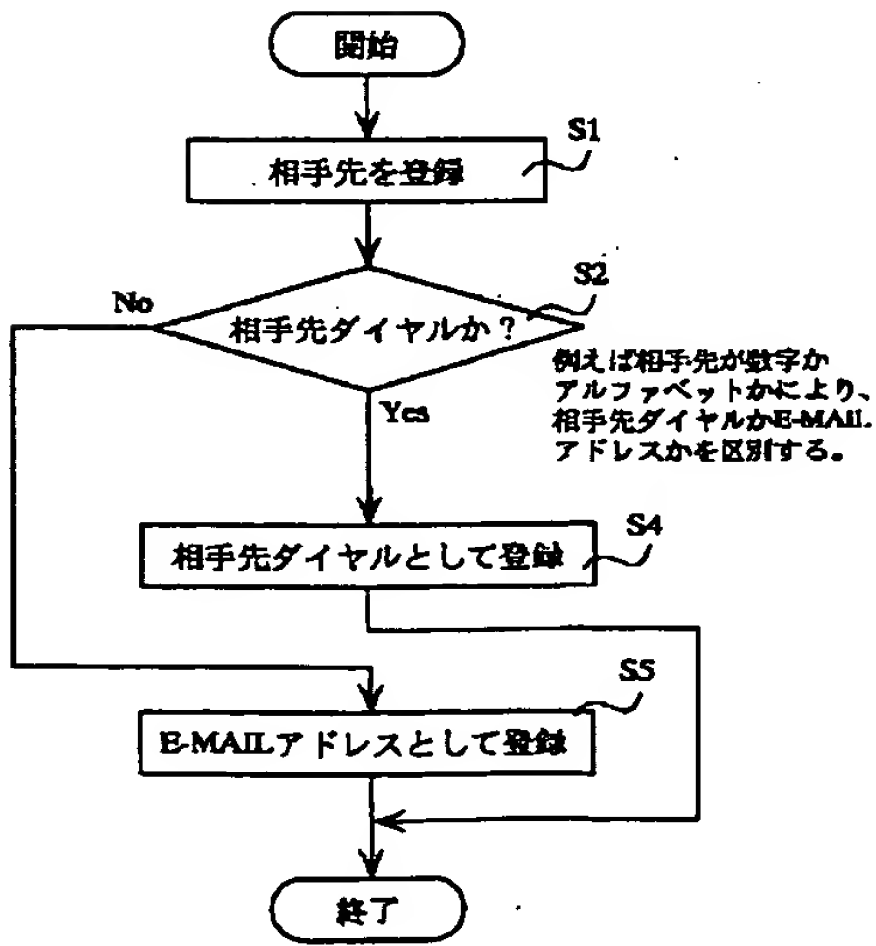 開始
S1
相手先を登録
S2
No
相手先ダイヤルか？
例えば相手先が数字か
アルファベットかにより、
相手先ダイヤルかE-MAIL
アドレスかを区別する。
Yes
S4
相手先ダイヤルとして登録
S5
E-MAILアドレスとして登録
終了